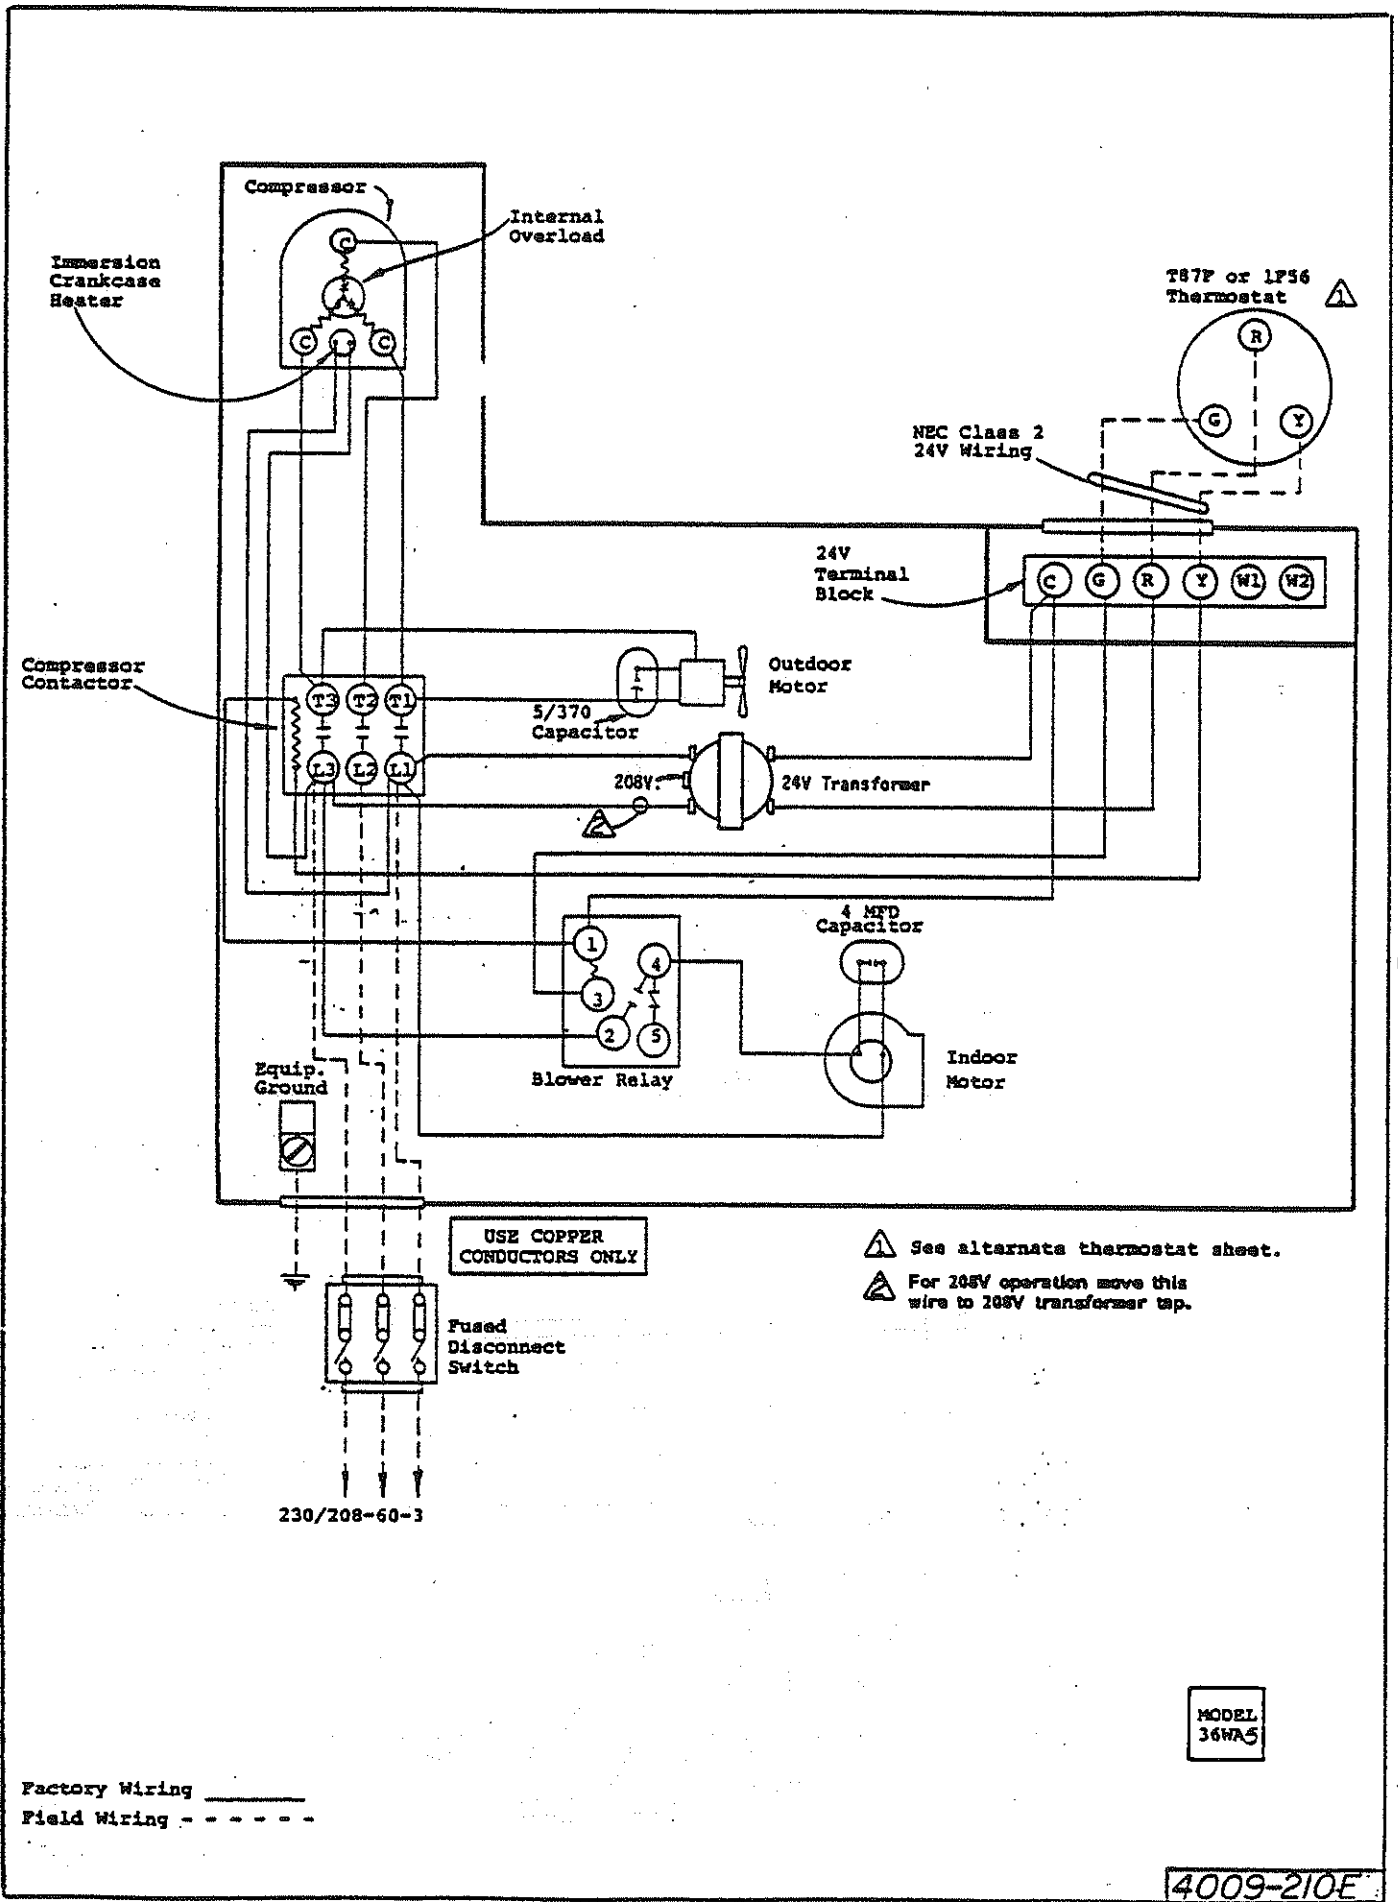 Compressor
Internal
Overload
Immersion
Crankcase
Heater
C
C
C
T87F or 1F56
Thermostat
1
R
G
Y
NEC Class 2
24V Wiring
24V
Terminal
Block
C
G
R
Y
W1
W2
Compressor
Contactor
T3
T2
T1
L3
L2
L1
5/370
Capacitor
Outdoor
Motor
208V.
24V Transformer
2
4 MFD
Capacitor
1
4
3
2
5
Blower Relay
Indoor
Motor
Equip.
Ground
USE COPPER
CONDUCTORS ONLY
1 See alternate thermostat sheet.
2 For 208V operation move this
wire to 208V transformer tap.
Fused
Disconnect
Switch
230/208-60-3
MODEL
36WA5
Factory Wiring
Field Wiring
4009-210E